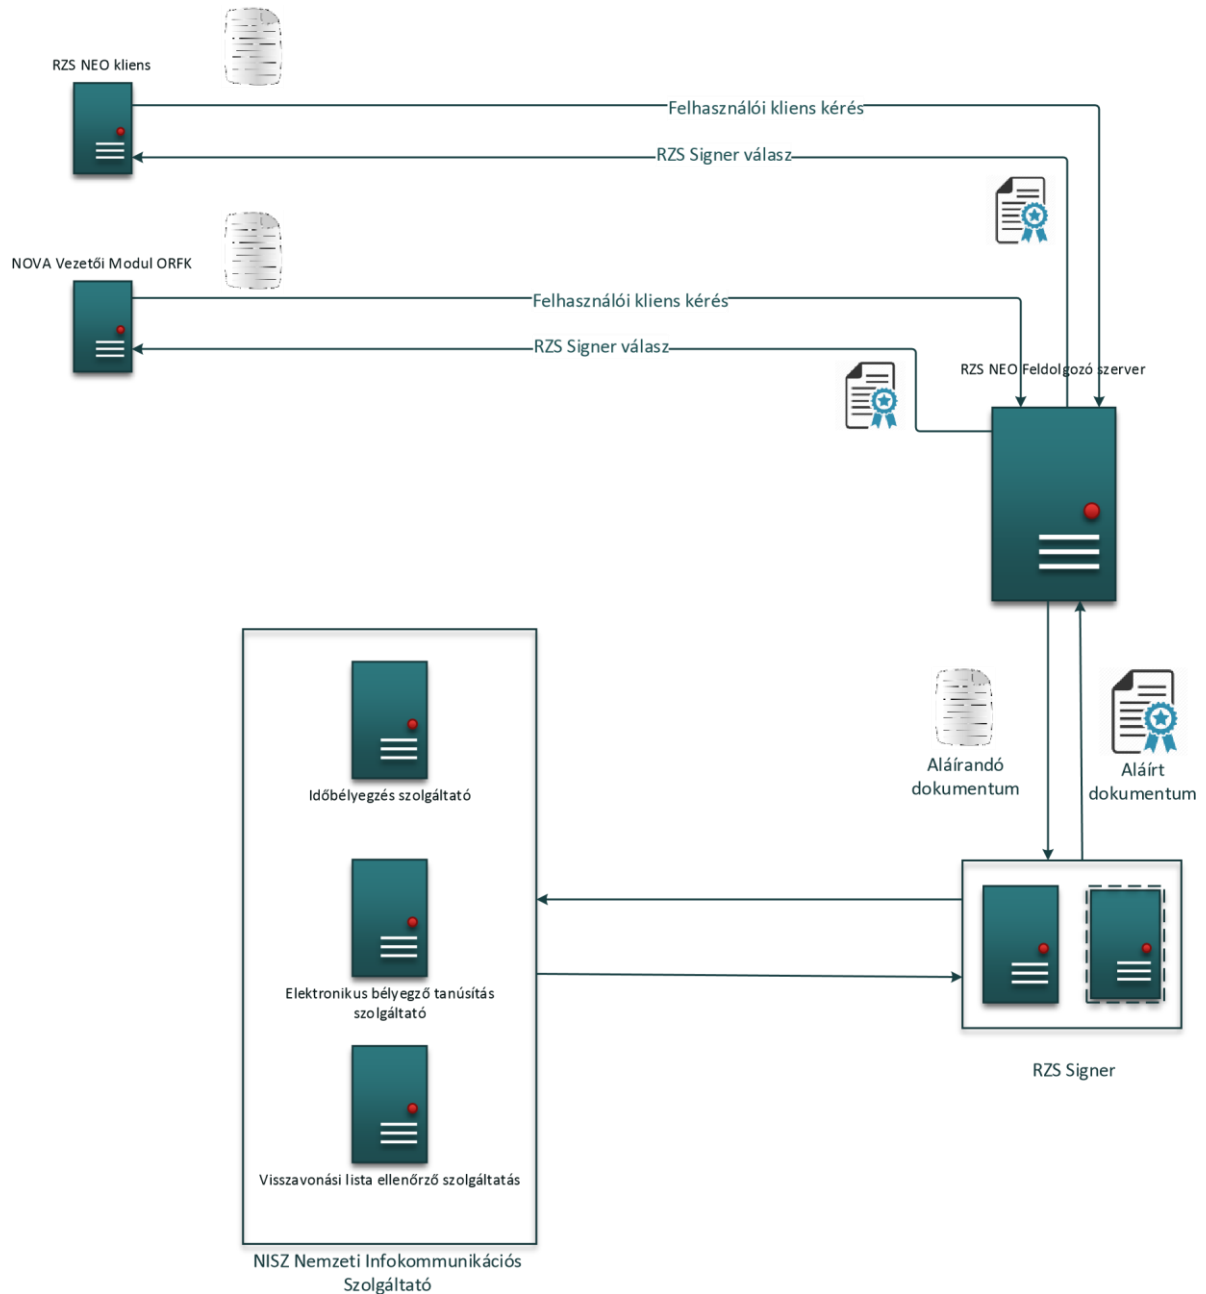 RZS NEO kliens
Felhasználói kliens kérés
RZS Signer válasz
NOVA Vezetői Modul ORFK
Felhasználói kliens kérés
RZS Signer válasz
RZS NEO Feldolgozó szerver
Időbélyegzés szolgáltató
Aláírandó
dokumentum
Aláírt
dokumentum
Elektronikus bélyegző tanúsítás
szolgáltató
RZS Signer
Visszavonási lista ellenőrző szolgáltatás
NISZ Nemzeti Infokommunikációs
Szolgáltató